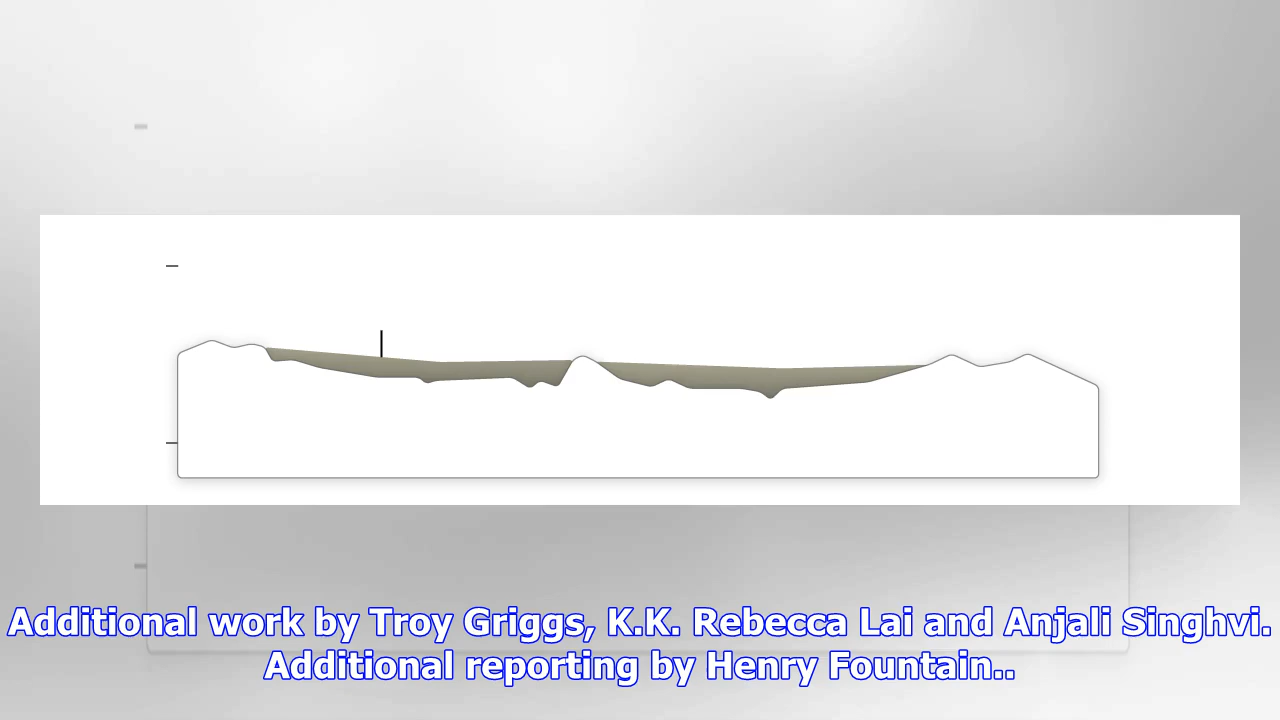 Additional work by Troy Griggs, K.K. Rebecca Lai and Anjali Singhvi.
Additional reporting by Henry Fountain..